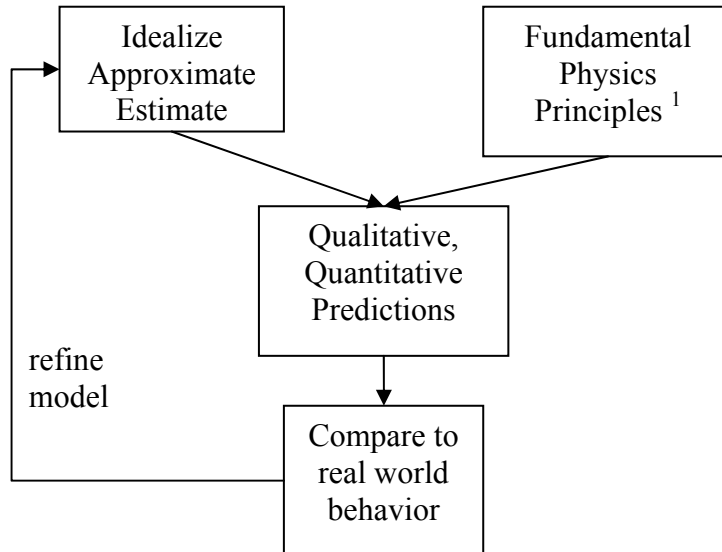 Idealize
Approximate
Estimate
Fundamental
Physics
Principles 1
Qualitative,
Quantitative
Predictions
refine
model
Compare to
real world
behavior